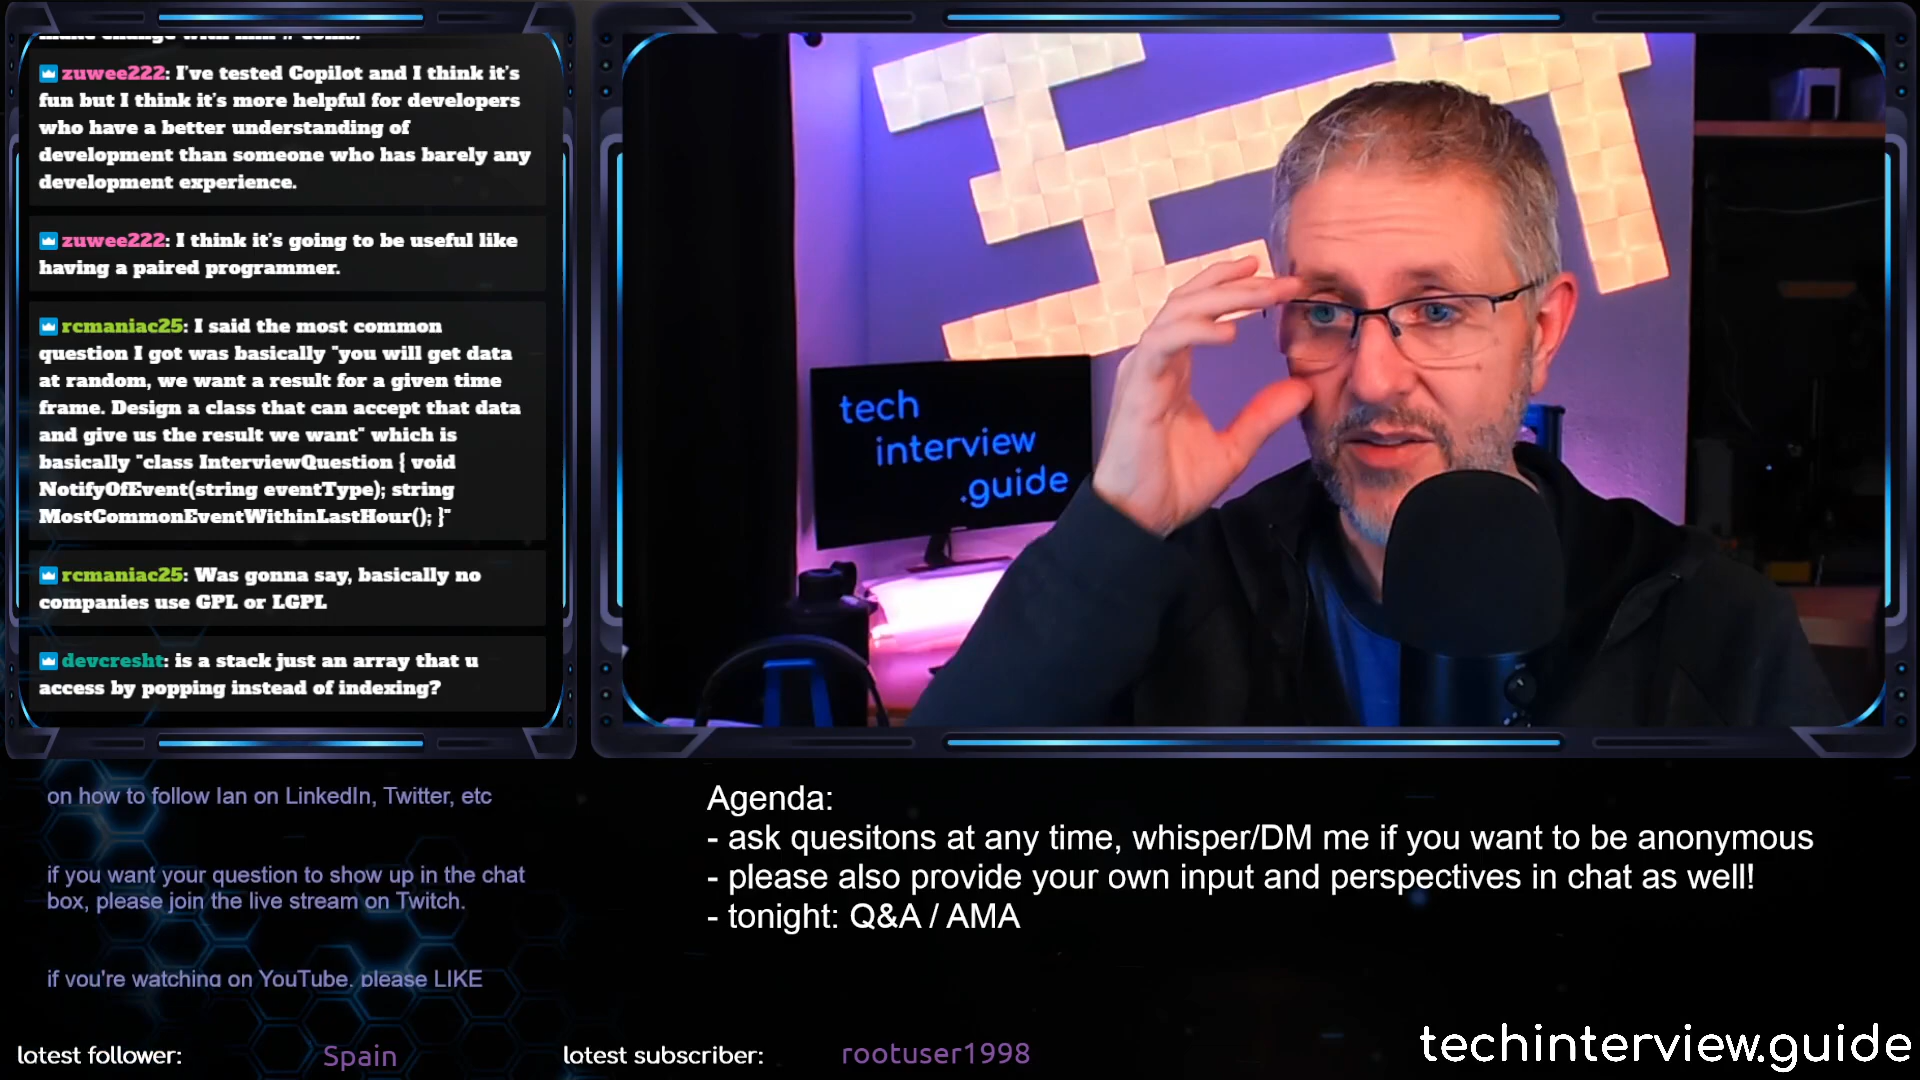 make change with min # coins.
zuwee222: I've tested Copilot and I think it's
fun but I think it's more helpful for developers
who have a better understanding of
development than someone who has barely any
development experience.
zuwee222: I think it's going to be useful like
having a paired programmer.
rcmaniac25: I said the most common
question I got was basically "you will get data
at random, we want a result for a given time
frame. Design a class that can accept that data
and give us the result we want" which is
basically "class InterviewQuestion { void
NotifyOfEvent(string eventType); string
MostCommonEventWithinLastHour(); }"
rcmaniac25: Was gonna say, basically no
companies use GPL or LGPL
devcresht: is a stack just an array that u
access by popping instead of indexing?
tech
interview
.guide
on how to follow Ian on LinkedIn, Twitter, etc
if you want your question to show up in the chat
box, please join the live stream on Twitch.
if you're watching on YouTube, please LIKE
Agenda:
- ask quesitons at any time, whisper/DM me if you want to be anonymous
- please also provide your own input and perspectives in chat as well!
- tonight: Q&A / AMA
latest follower: Spain
latest subscriber: rootuser1998
techinterview.guide